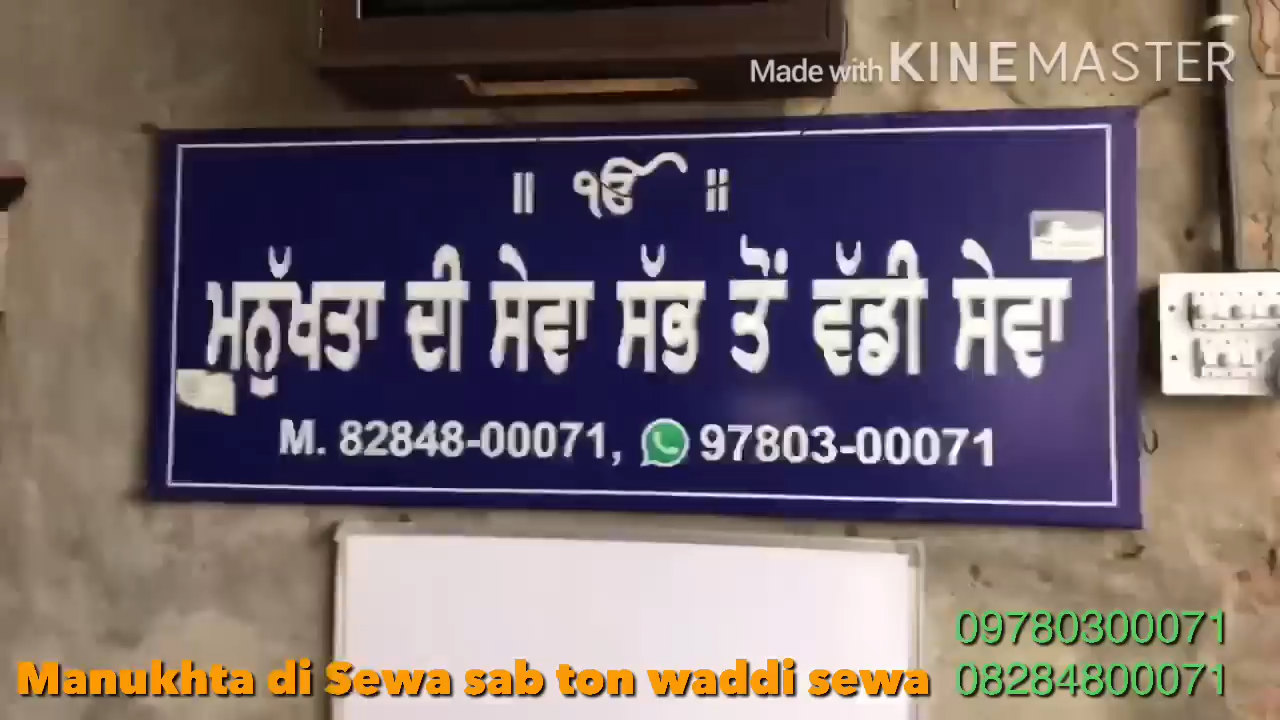 Made with KINEMASTER
॥ ੴ ॥
ਮਨੁੱਖਤਾ ਦੀ ਸੇਵਾ ਸੱਭ ਤੋਂ ਵੱਡੀ ਸੇਵਾ
M. 82848-00071, 97803-00071
09780300071
Manukhta di Sewa sab ton waddi sewa
08284800071